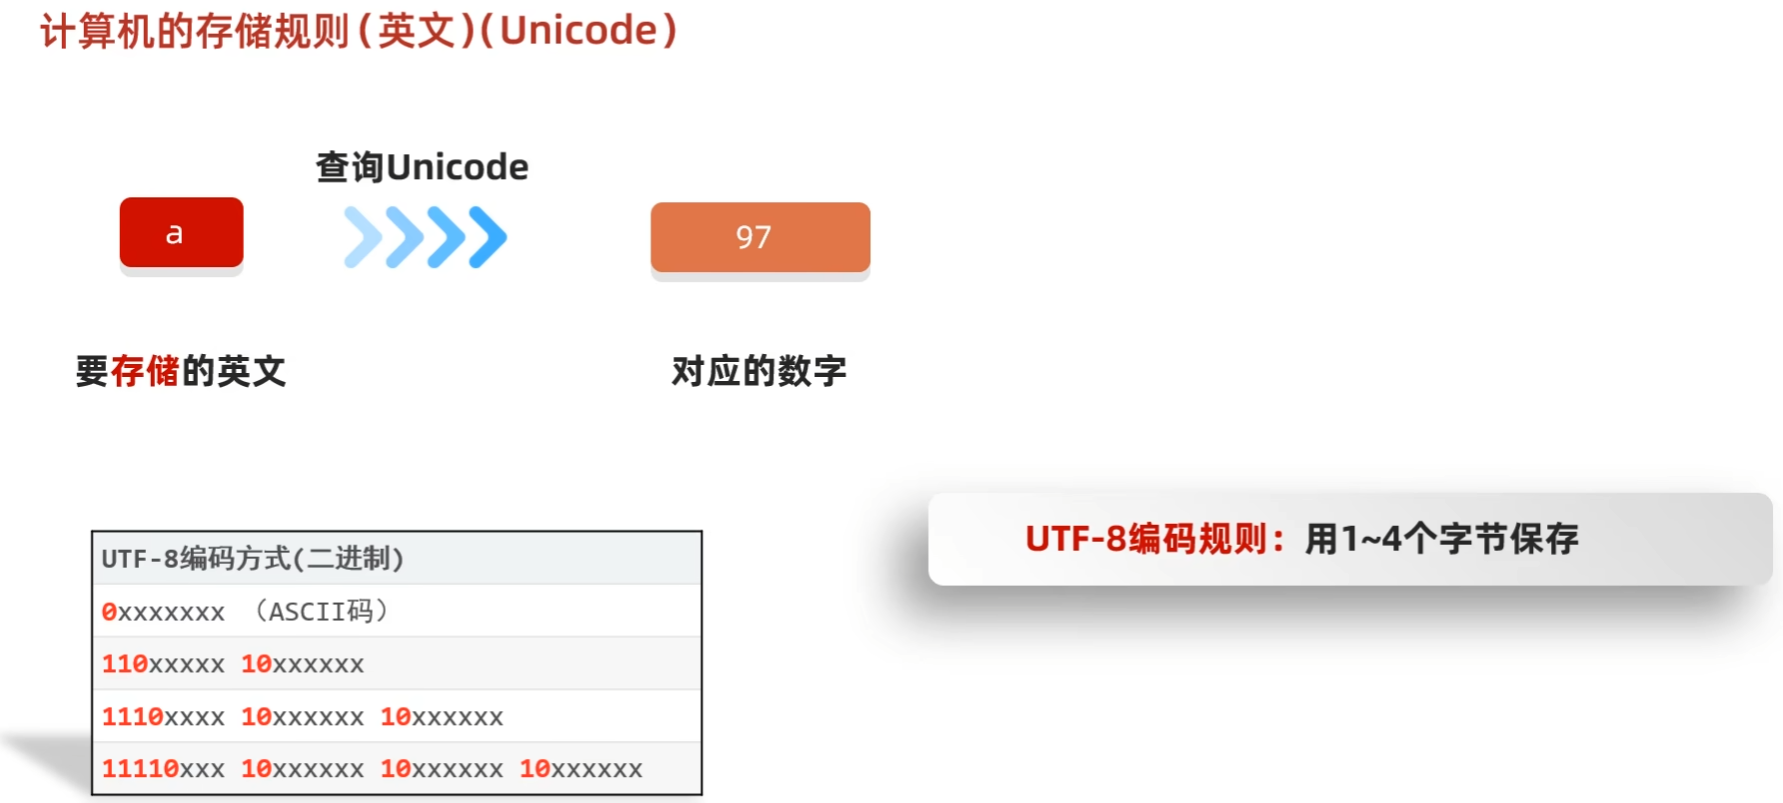 计算机的存储规则(英文)(Unicode)
查询Unicode
a
97
要存储的英文
对应的数字
UTF-8编码规则：用1~4个字节保存
UTF-8编码方式(二进制)
0xxxxxxx （ASCII码）
110xxxxx 10xxxxxx
1110xxxx 10xxxxxx 10xxxxxx
11110xxx 10xxxxxx 10xxxxxx 10xxxxxx